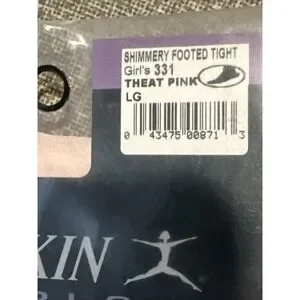 SHIMMERY FOOTED TIGHT
Girl's 331
THEAT PINK
LG
0 43475 00871 3
KIN